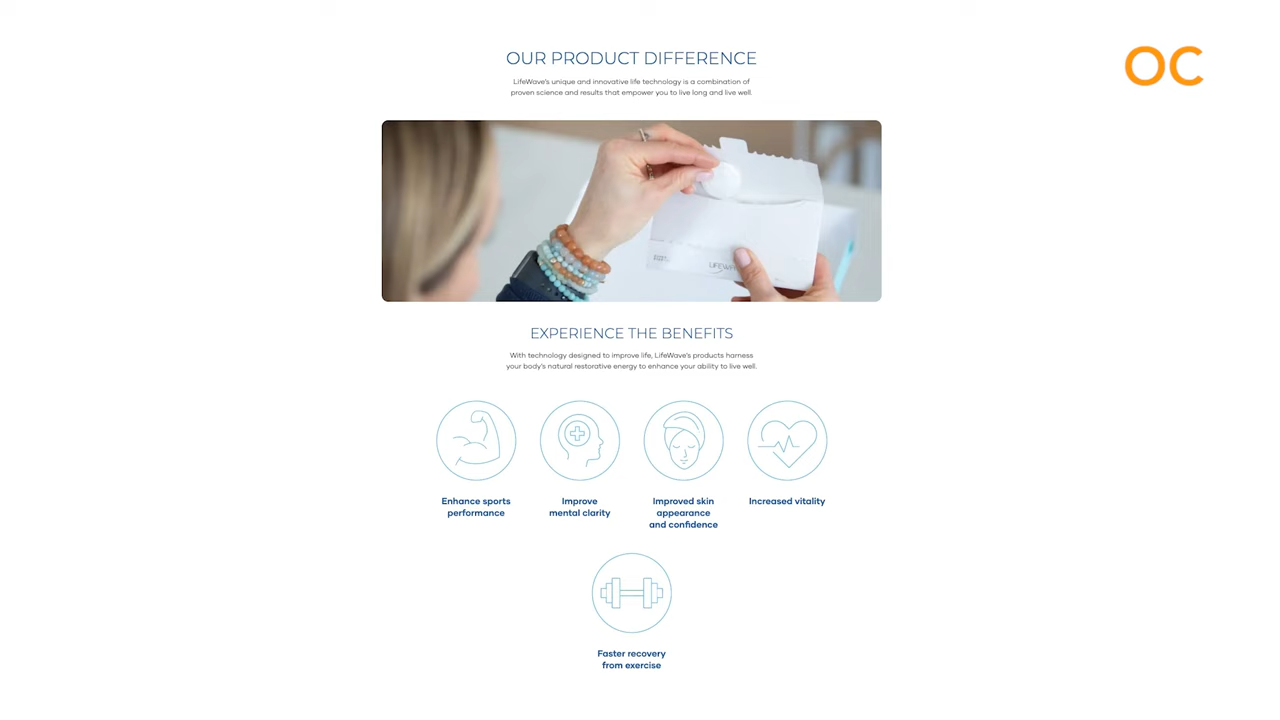 OC
OUR PRODUCT DIFFERENCE
LifeWave's unique and innovative life technology is a combination of
proven science and results that empower you to live long and live well.
EXPERIENCE THE BENEFITS
With technology designed to improve life, LifeWave's products harness
your body's natural restorative energy to enhance your ability to live well.
Enhance sports
performance
Improve
mental clarity
Improved skin
appearance
and confidence
Increased vitality
Faster recovery
from exercise